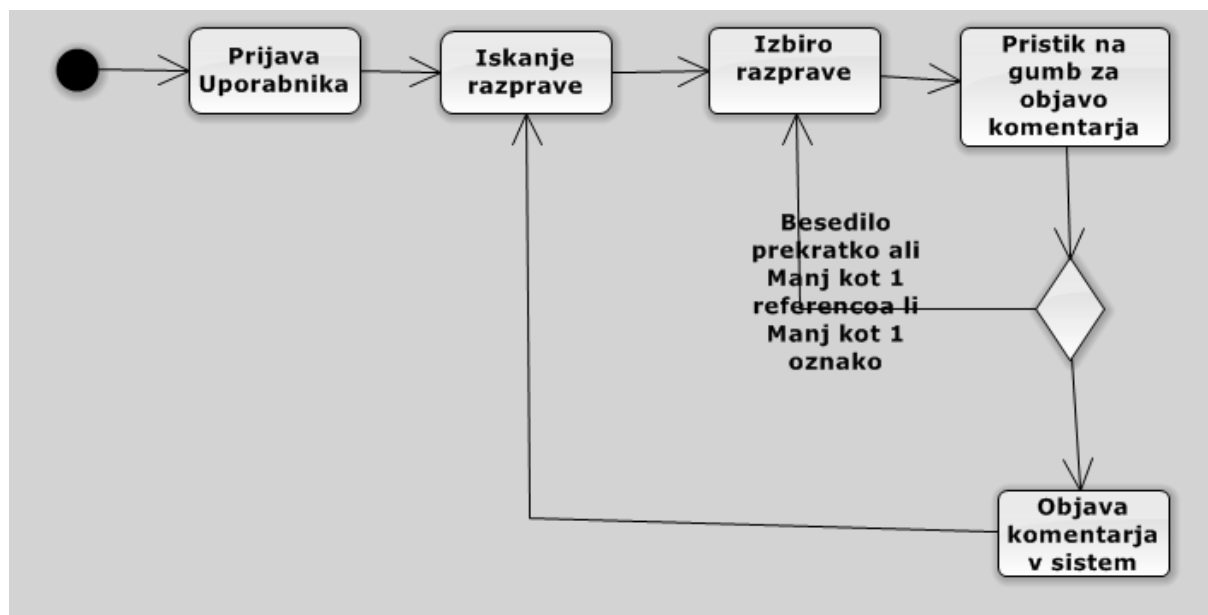 Prijava
Uporabnika
Iskanje
razprave
Izbiro
razprave
Pristik na
gumb za
objavo
komentarja
Besedilo
prekratko ali
Manj kot 1
referencoa li
Manj kot 1
oznako
Objava
komentarja
v sistem